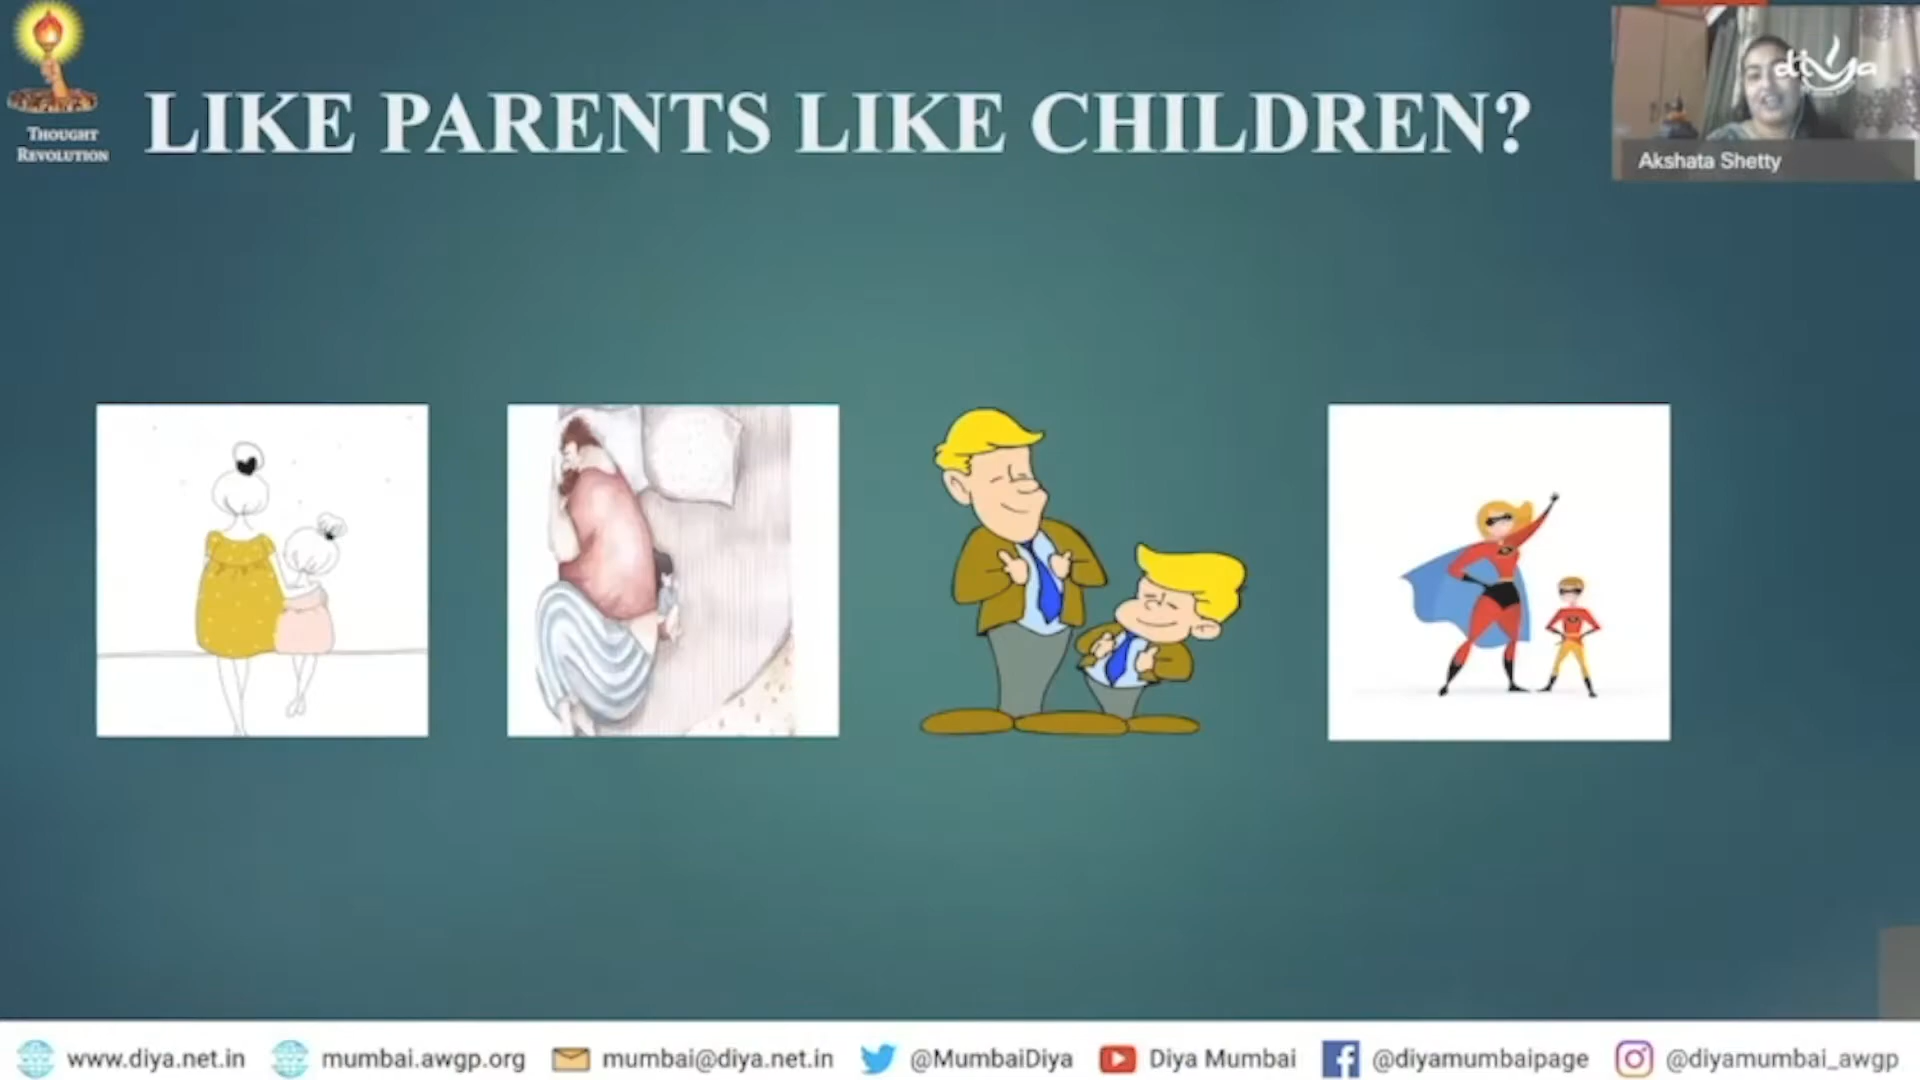 THOUGHT
REVOLUTION
LIKE PARENTS LIKE CHILDREN?
diya
Akshata Shetty
www.diya.net.in mumbai.awgp.org mumbai@diya.net.in @MumbaiDiya Diya Mumbai @diyamumbaipage @diyamumbai_awgp